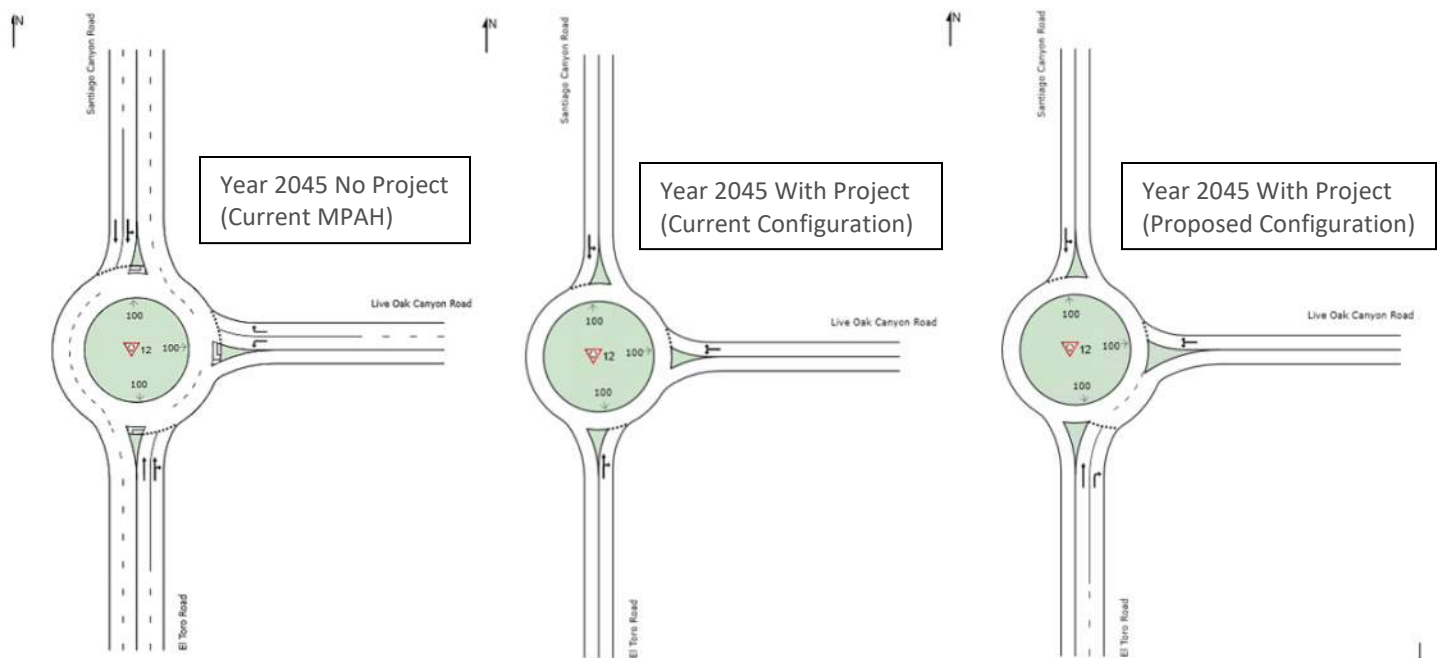 N
Santiago Canyon Road
Year 2045 No Project
(Current MPAH)
Live Oak Canyon Road
100
12
100
100
El Toro Road
N
Santiago Canyon Road
Year 2045 With Project
(Current Configuration)
Live Oak Canyon Road
100
12
100
100
El Toro Road
N
Santiago Canyon Road
Year 2045 With Project
(Proposed Configuration)
Live Oak Canyon Road
100
12
100
100
El Toro Road